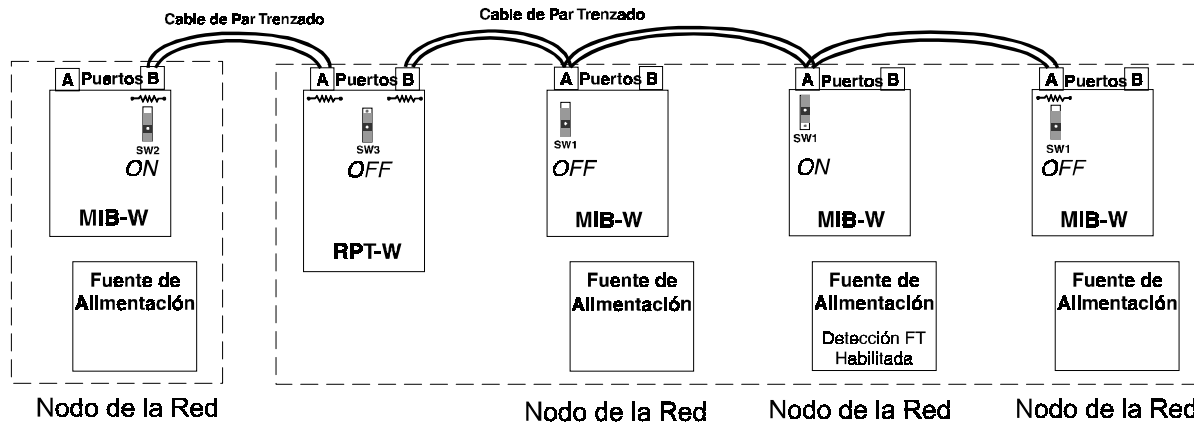 Cable de Par Trenzado
Cable de Par Trenzado
A Puertos B
A Puertos B
A Puertos B
A Puertos B
A Puertos B
SW2
ON
MIB-W
SW3
OFF
RPT-W
SW1
OFF
MIB-W
SW1
ON
MIB-W
SW1
OFF
MIB-W
Fuente de
Alimentación
Fuente de
Alimentación
Fuente de
Alimentación
Detección FT
Habilitada
Fuente de
Alimentación
Nodo de la Red
Nodo de la Red
Nodo de la Red
Nodo de la Red